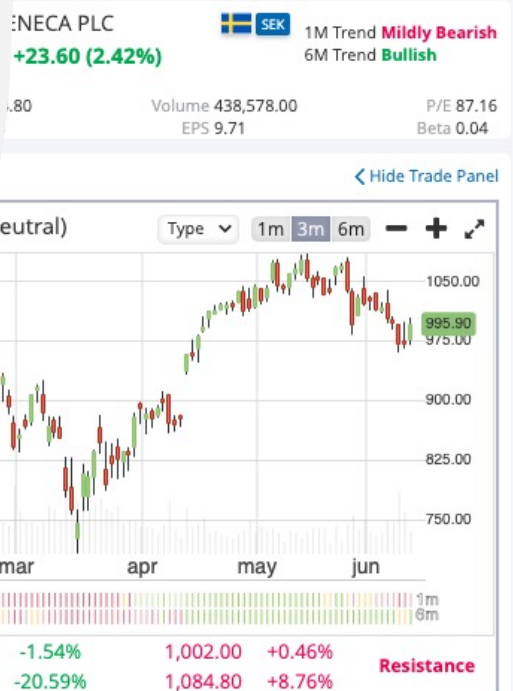 ENECA PLC
SEK
1M Trend Mildly Bearish
+23.60 (2.42%)
6M Trend Bullish
.80
Volume 438,578.00
P/E 87.16
EPS 9.71
Beta 0.04
Hide Trade Panel
eutral)
Type
1m 3m 6m
1050.00
995.90
975.00
900.00
825.00
750.00
mar apr may jun
1m
6m
-1.54% 1,002.00 +0.46%
Resistance
-20.59% 1,084.80 +8.76%